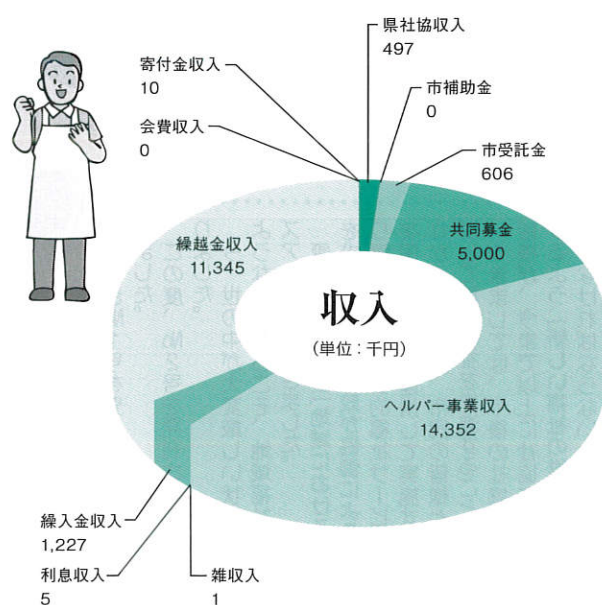 県社協収入
497
寄付金収入
10
市補助金
0
会費収入
0
市受託金
606
共同募金
5,000
繰越金収入
11,345
収入
(単位：千円)
ヘルパー事業収入
14,352
繰入金収入
1,227
利息収入
5
雑収入
1